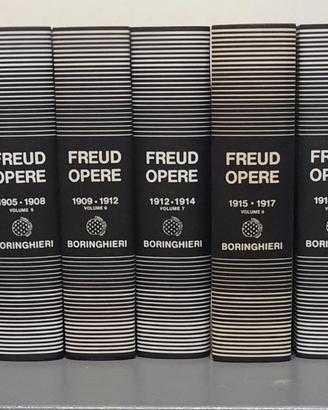 FREUD
OPERE
1905 • 1908
VOLUME 5
BORINGHIERI
FREUD
OPERE
1909 • 1912
VOLUME 6
BORINGHIERI
FREUD
OPERE
1912 • 1914
VOLUME 7
BORINGHIERI
FREUD
OPERE
1915 • 1917
VOLUME 8
BORINGHIERI